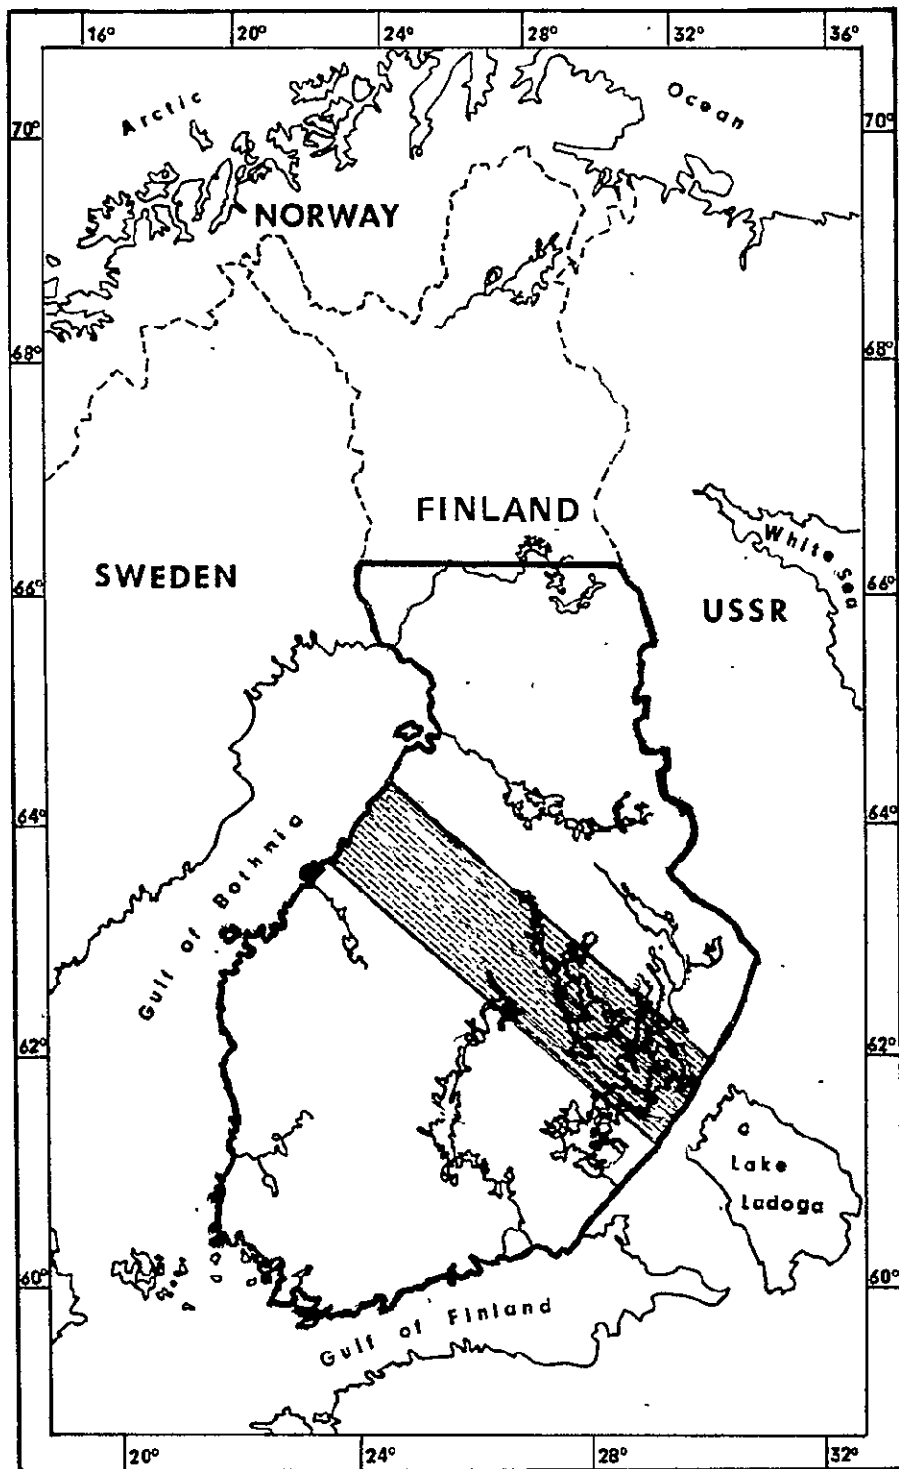 16° 20° 24° 28° 32° 36°
Arctic Ocean
70° 70°
NORWAY
68° 68°
FINLAND
White Sea
66° SWEDEN USSR 66°
64° 64°
Gulf of Bothnia
62° 62°
Lake
Ladoga
60° 60°
Gulf of Finland
20° 24° 28° 32°